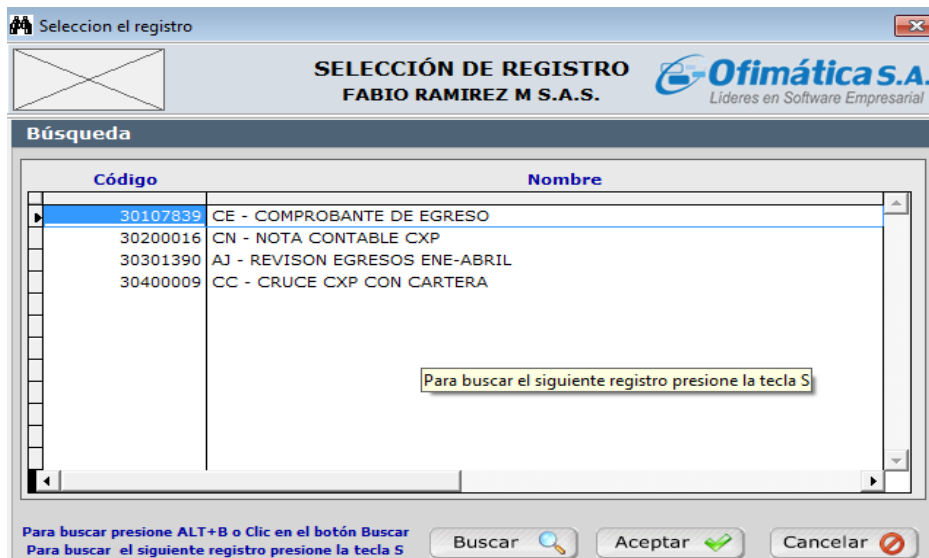 Seleccion el registro
SELECCIÓN DE REGISTRO
FABIO RAMIREZ M S.A.S.
Ofimática S.A.
Líderes en Software Empresarial
Búsqueda
Código Nombre
30107839 CE - COMPROBANTE DE EGRESO
30200016 CN - NOTA CONTABLE CXP
30301390 AJ - REVISON EGRESOS ENE-ABRIL
30400009 CC - CRUCE CXP CON CARTERA
Para buscar el siguiente registro presione la tecla S
Para buscar presione ALT+B o Clic en el botón Buscar
Para buscar el siguiente registro presione la tecla S
Buscar Aceptar Cancelar